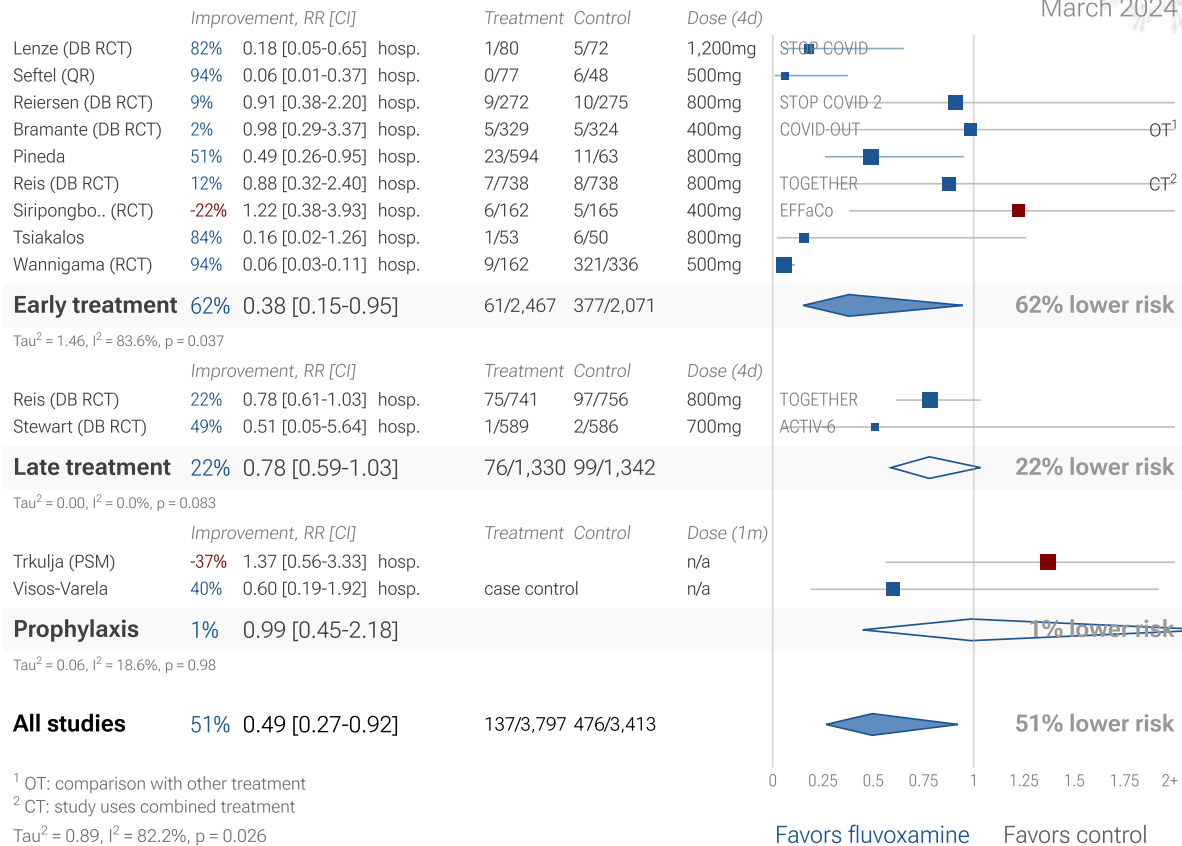 March 2024
Improvement, RR [CI] Treatment Control Dose (4d)
Lenze (DB RCT) 82% 0.18 [0.05-0.65] hosp. 1/80 5/72 1,200mg STOP COVID
Seftel (QR) 94% 0.06 [0.01-0.37] hosp. 0/77 6/48 500mg
Reiersen (DB RCT) 9% 0.91 [0.38-2.20] hosp. 9/272 10/275 800mg STOP COVID 2
Bramante (DB RCT) 2% 0.98 [0.29-3.37] hosp. 5/329 5/324 400mg COVID-OUT OT¹
Pineda 51% 0.49 [0.26-0.95] hosp. 23/594 11/63 800mg
Reis (DB RCT) 12% 0.88 [0.32-2.40] hosp. 7/738 8/738 800mg TOGETHER CT²
Siripongbo.. (RCT) -22% 1.22 [0.38-3.93] hosp. 6/162 5/165 400mg EFFaCo
Tsiakalos 84% 0.16 [0.02-1.26] hosp. 1/53 6/50 800mg
Wannigama (RCT) 94% 0.06 [0.03-0.11] hosp. 9/162 321/336 500mg
Early treatment 62% 0.38 [0.15-0.95] 61/2,467 377/2,071 62% lower risk
Tau² = 1.46, I² = 83.6%, p = 0.037
Improvement, RR [CI] Treatment Control Dose (4d)
Reis (DB RCT) 22% 0.78 [0.61-1.03] hosp. 75/741 97/756 800mg TOGETHER
Stewart (DB RCT) 49% 0.51 [0.05-5.64] hosp. 1/589 2/586 700mg ACTIV-6
Late treatment 22% 0.78 [0.59-1.03] 76/1,330 99/1,342 22% lower risk
Tau² = 0.00, I² = 0.0%, p = 0.083
Improvement, RR [CI] Treatment Control Dose (1m)
Trkulja (PSM) -37% 1.37 [0.56-3.33] hosp. n/a
Visos-Varela 40% 0.60 [0.19-1.92] hosp. case control n/a
Prophylaxis 1% 0.99 [0.45-2.18] 1% lower risk
Tau² = 0.06, I² = 18.6%, p = 0.98
All studies 51% 0.49 [0.27-0.92] 137/3,797 476/3,413 51% lower risk
0 0.25 0.5 0.75 1 1.25 1.5 1.75 2+
¹ OT: comparison with other treatment
² CT: study uses combined treatment
Tau² = 0.89, I² = 82.2%, p = 0.026
Favors fluvoxamine Favors control